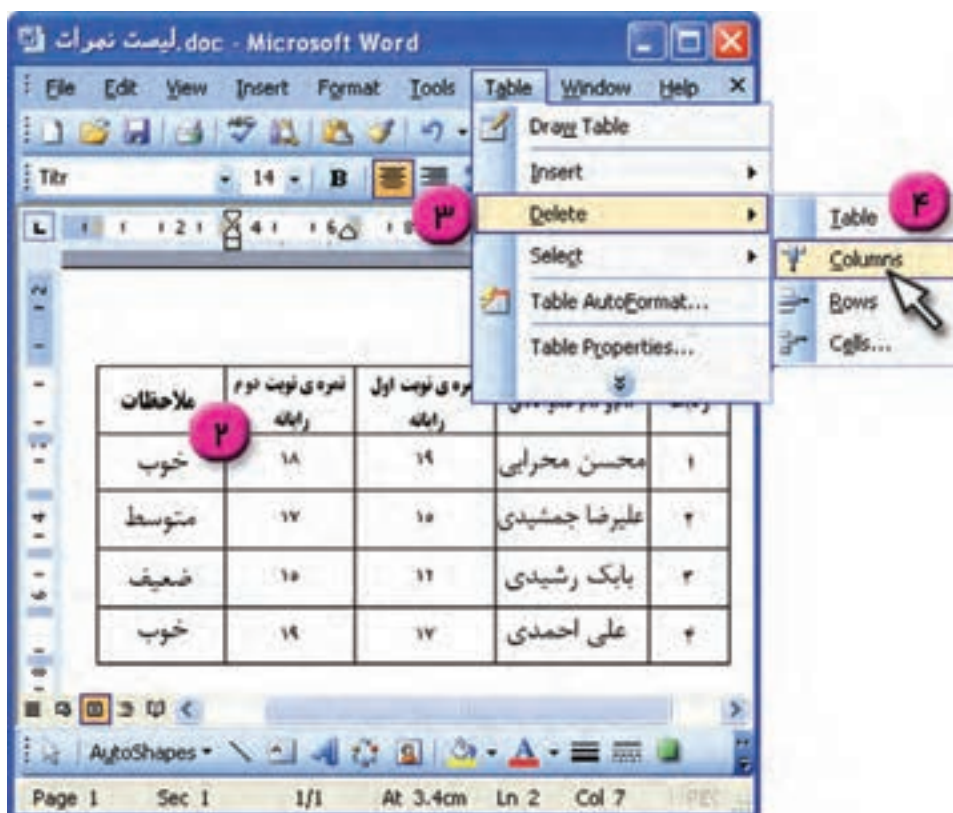 لیست نمرات.doc - Microsoft Word
File Edit View Insert Format Tools Table Window Help
Titr 14 B
Draw Table
Insert
Delete
Select
Table AutoFormat...
Table Properties...
۳
۴
Table
Columns
Rows
Cells...
۲
نمره ی نوبت اول رایانه
نمره ی نوبت دوم رایانه
ملاحظات
۱ محسن محرابی ۱۹ ۱۸ خوب
۲ علیرضا جمشیدی ۱۵ ۱۷ متوسط
۳ بابک رشیدی ۱۲ ۱۵ ضعیف
۴ علی احمدی ۱۷ ۱۹ خوب
AutoShapes
Page 1 Sec 1 1/1 At 3.4cm Ln 2 Col 7